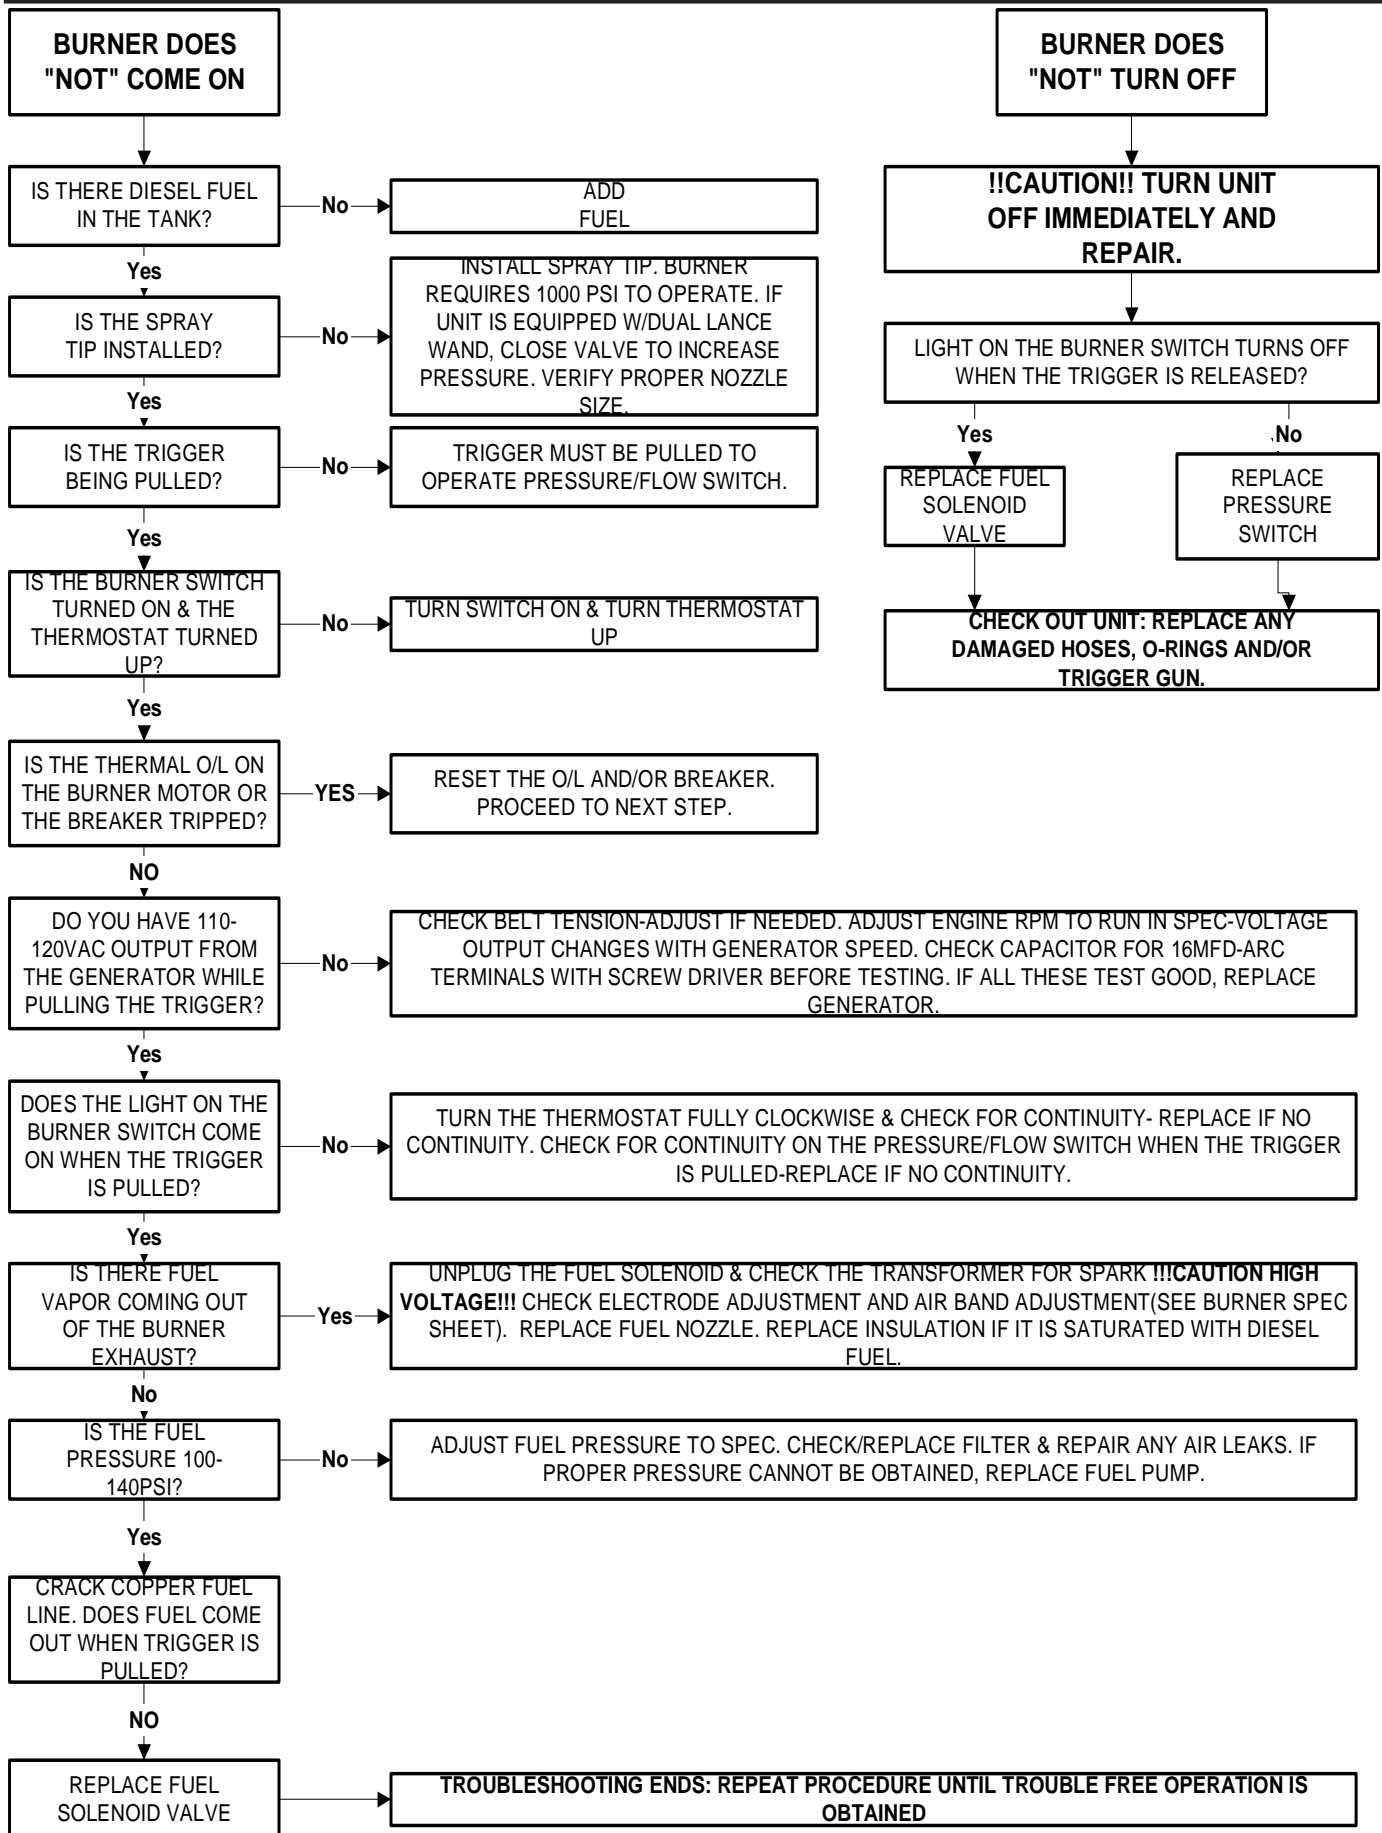 BURNER DOES
"NOT" COME ON
IS THERE DIESEL FUEL
IN THE TANK?
No
ADD
FUEL
Yes
IS THE SPRAY
TIP INSTALLED?
No
INSTALL SPRAY TIP. BURNER
REQUIRES 1000 PSI TO OPERATE. IF
UNIT IS EQUIPPED W/DUAL LANCE
WAND, CLOSE VALVE TO INCREASE
PRESSURE. VERIFY PROPER NOZZLE
SIZE.
Yes
IS THE TRIGGER
BEING PULLED?
No
TRIGGER MUST BE PULLED TO
OPERATE PRESSURE/FLOW SWITCH.
Yes
IS THE BURNER SWITCH
TURNED ON & THE
THERMOSTAT TURNED
UP?
No
TURN SWITCH ON & TURN THERMOSTAT
UP
Yes
IS THE THERMAL O/L ON
THE BURNER MOTOR OR
THE BREAKER TRIPPED?
YES
RESET THE O/L AND/OR BREAKER.
PROCEED TO NEXT STEP.
NO
DO YOU HAVE 110-
120VAC OUTPUT FROM
THE GENERATOR WHILE
PULLING THE TRIGGER?
No
CHECK BELT TENSION-ADJUST IF NEEDED. ADJUST ENGINE RPM TO RUN IN SPEC-VOLTAGE
OUTPUT CHANGES WITH GENERATOR SPEED. CHECK CAPACITOR FOR 16MFD-ARC
TERMINALS WITH SCREW DRIVER BEFORE TESTING. IF ALL THESE TEST GOOD, REPLACE
GENERATOR.
Yes
DOES THE LIGHT ON THE
BURNER SWITCH COME
ON WHEN THE TRIGGER
IS PULLED?
No
TURN THE THERMOSTAT FULLY CLOCKWISE & CHECK FOR CONTINUITY- REPLACE IF NO
CONTINUITY. CHECK FOR CONTINUITY ON THE PRESSURE/FLOW SWITCH WHEN THE TRIGGER
IS PULLED-REPLACE IF NO CONTINUITY.
Yes
IS THERE FUEL
VAPOR COMING OUT
OF THE BURNER
EXHAUST?
Yes
UNPLUG THE FUEL SOLENOID & CHECK THE TRANSFORMER FOR SPARK !!!CAUTION HIGH
VOLTAGE!!! CHECK ELECTRODE ADJUSTMENT AND AIR BAND ADJUSTMENT(SEE BURNER SPEC
SHEET). REPLACE FUEL NOZZLE. REPLACE INSULATION IF IT IS SATURATED WITH DIESEL
FUEL.
No
IS THE FUEL
PRESSURE 100-
140PSI?
No
ADJUST FUEL PRESSURE TO SPEC. CHECK/REPLACE FILTER & REPAIR ANY AIR LEAKS. IF
PROPER PRESSURE CANNOT BE OBTAINED, REPLACE FUEL PUMP.
Yes
CRACK COPPER FUEL
LINE. DOES FUEL COME
OUT WHEN TRIGGER IS
PULLED?
NO
REPLACE FUEL
SOLENOID VALVE
TROUBLESHOOTING ENDS: REPEAT PROCEDURE UNTIL TROUBLE FREE OPERATION IS
OBTAINED
BURNER DOES
"NOT" TURN OFF
!!CAUTION!! TURN UNIT
OFF IMMEDIATELY AND
REPAIR.
LIGHT ON THE BURNER SWITCH TURNS OFF
WHEN THE TRIGGER IS RELEASED?
Yes
REPLACE FUEL
SOLENOID
VALVE
No
REPLACE
PRESSURE
SWITCH
CHECK OUT UNIT: REPLACE ANY
DAMAGED HOSES, O-RINGS AND/OR
TRIGGER GUN.